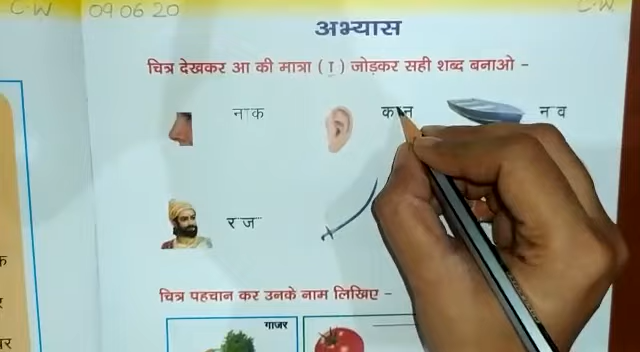 C.W 09 06 20 C.W
अभ्यास
चित्र देखकर आ की मात्रा ( ा ) जोड़कर सही शब्द बनाओ -
नाक कान न व
र ज
चित्र पहचान कर उनके नाम लिखिए -
गाजर